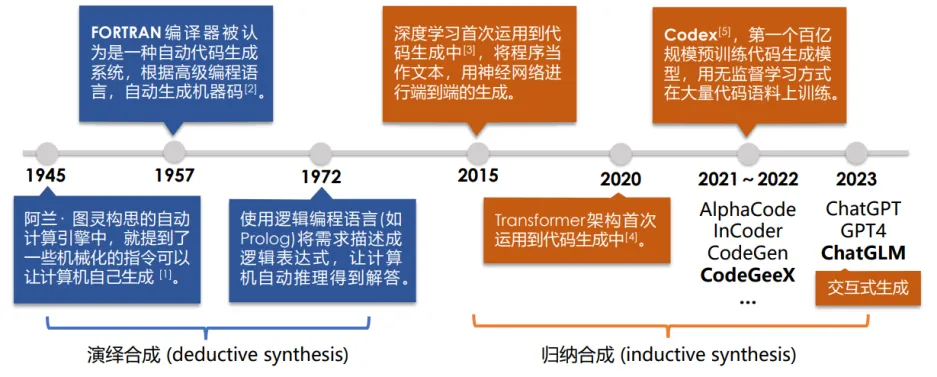 FORTRAN 编译器被认
为是一种自动代码生成
系统，根据高级编程语
言，自动生成机器码[2]。
深度学习首次运用到代
码生成中[3]，将程序当
作文本，用神经网络进
行端到端的生成。
Codex[5]，第一个百亿
规模预训练代码生成模
型，用无监督学习方式
在大量代码语料上训练。
1945
1957
1972
2015
2020
2021～2022
2023
阿兰·图灵构思的自动
计算引擎中，就提到了
一些机械化的指令可以
让计算机自己生成 [1]。
使用逻辑编程语言(如
Prolog)将需求描述成
逻辑表达式，让计算
机自动推理得到解答。
Transformer架构首次
运用到代码生成中[4]。
AlphaCode
InCoder
CodeGen
CodeGeeX
...
ChatGPT
GPT4
ChatGLM
交互式生成
演绎合成 (deductive synthesis)
归纳合成 (inductive synthesis)